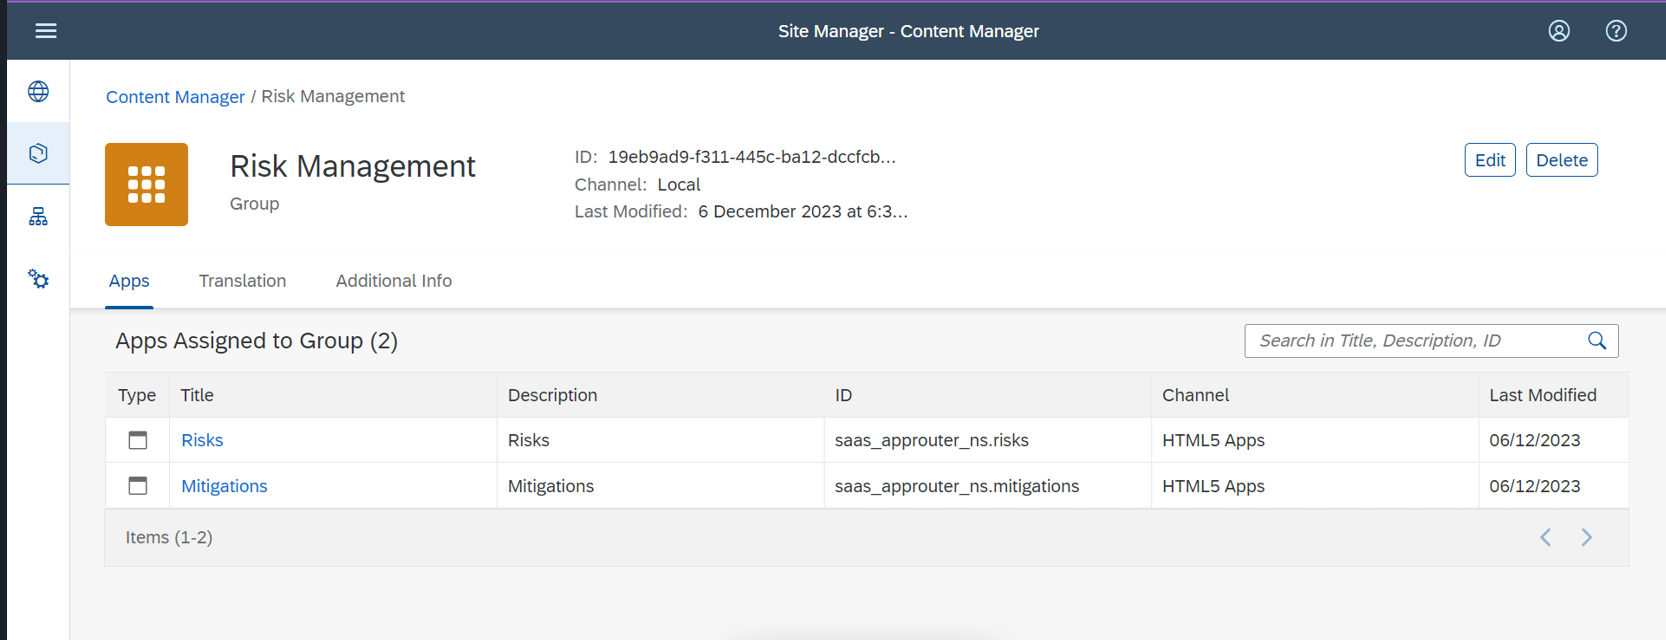 Site Manager - Content Manager
Content Manager / Risk Management
Risk Management
Group
ID: 19eb9ad9-f311-445c-ba12-dccfcb...
Channel: Local
Last Modified: 6 December 2023 at 6:3...
Edit
Delete
Apps
Translation
Additional Info
Apps Assigned to Group (2)
Search in Title, Description, ID
Type Title Description ID Channel Last Modified
Risks Risks saas_approuter_ns.risks HTML5 Apps 06/12/2023
Mitigations Mitigations saas_approuter_ns.mitigations HTML5 Apps 06/12/2023
Items (1-2)